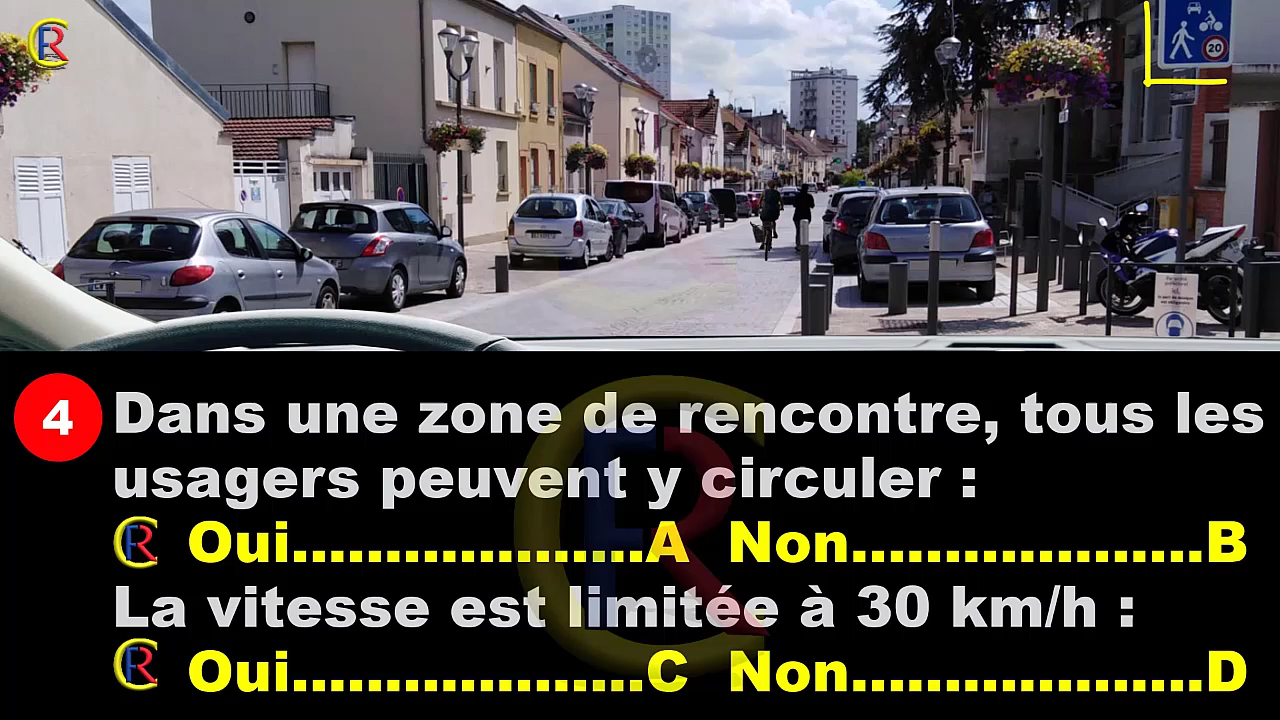 20
4 Dans une zone de rencontre, tous les
usagers peuvent y circuler :
Oui...................A Non...................B
La vitesse est limitée à 30 km/h :
Oui...................C Non...................D